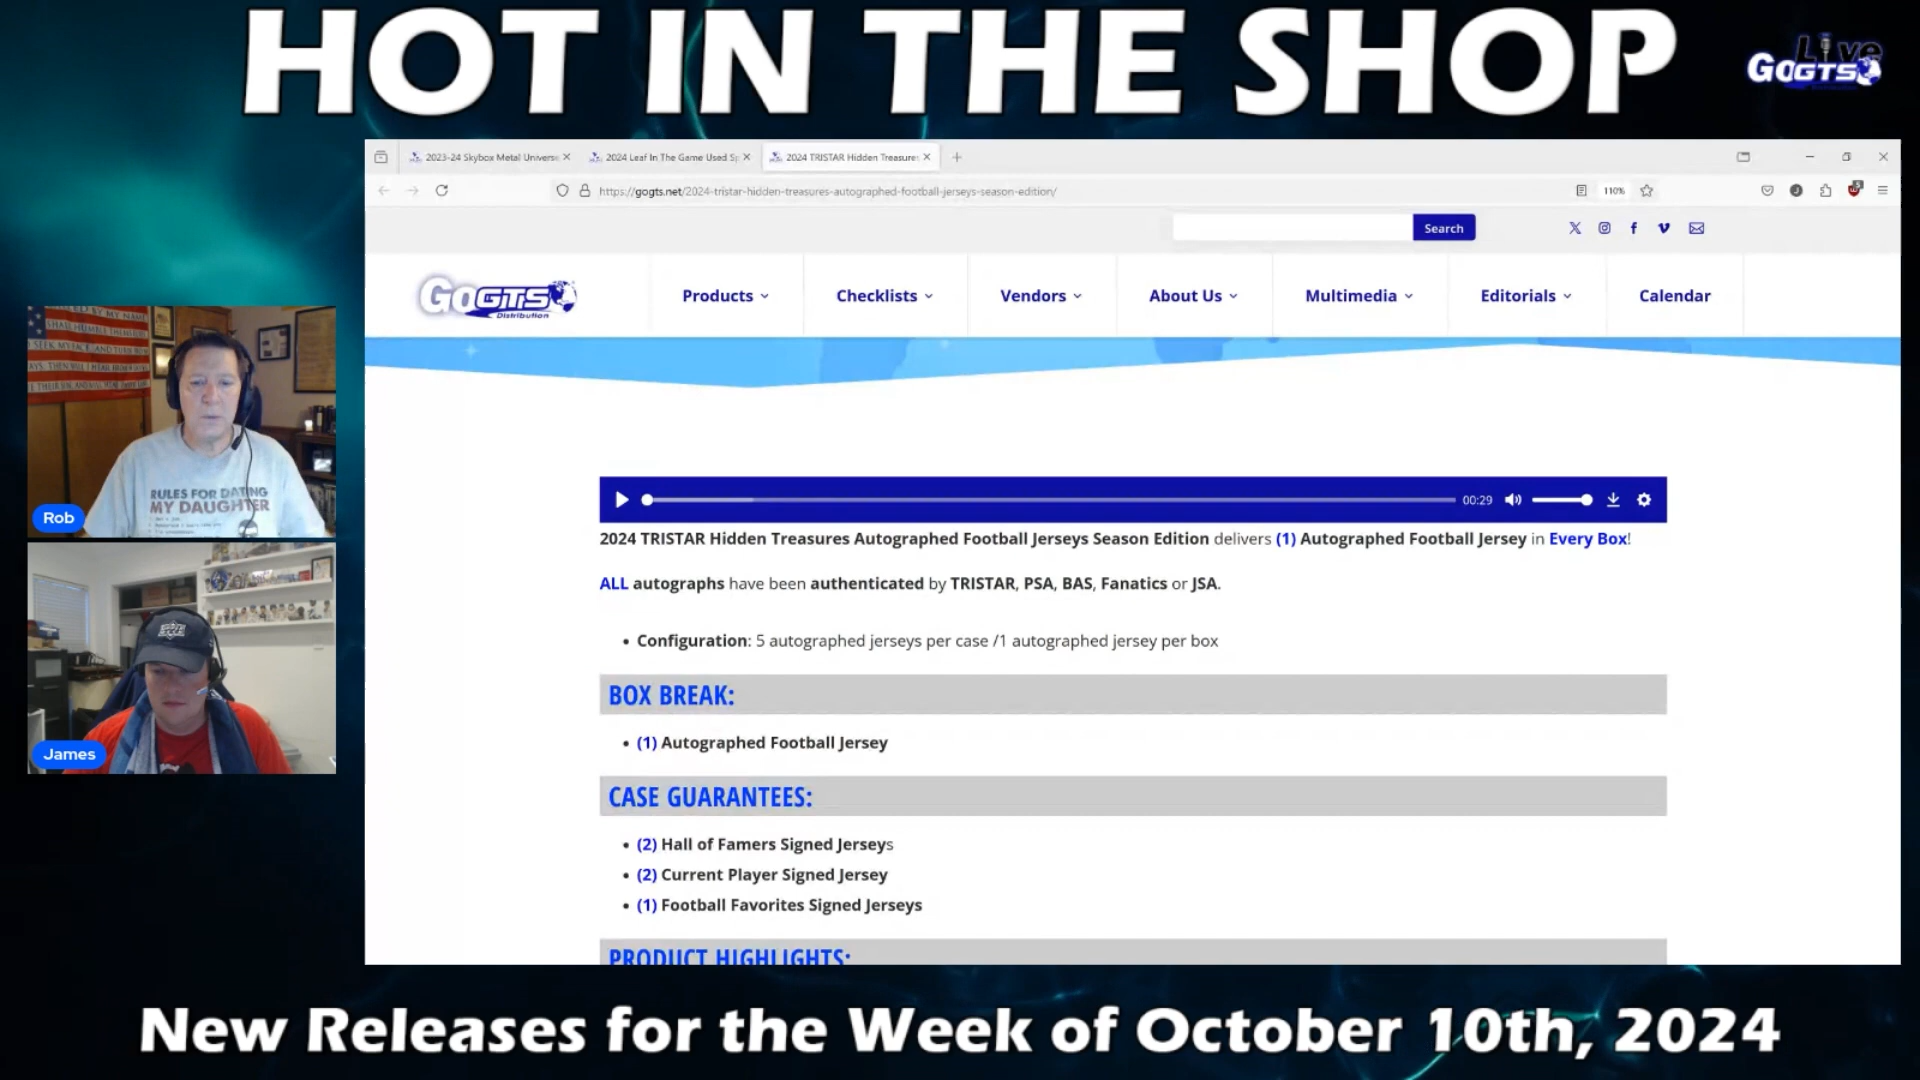 HOT IN THE SHOP
Live
GoGTS
2023-24 Skybox Metal Universe
2024 Leaf In The Game Used Sp
2024 TRISTAR Hidden Treasures
https://gogts.net/2024-tristar-hidden-treasures-autographed-football-jerseys-season-edition/
110%
Search
GoGTS
Distribution
Products
Checklists
Vendors
About Us
Multimedia
Editorials
Calendar
00:29
2024 TRISTAR Hidden Treasures Autographed Football Jerseys Season Edition delivers (1) Autographed Football Jersey in Every Box!
ALL autographs have been authenticated by TRISTAR, PSA, BAS, Fanatics or JSA.
• Configuration: 5 autographed jerseys per case /1 autographed jersey per box
BOX BREAK:
• (1) Autographed Football Jersey
CASE GUARANTEES:
• (2) Hall of Famers Signed Jerseys
• (2) Current Player Signed Jersey
• (1) Football Favorites Signed Jerseys
PRODUCT HIGHLIGHTS:
RULES FOR DATING
MY DAUGHTER
Rob
James
New Releases for the Week of October 10th, 2024